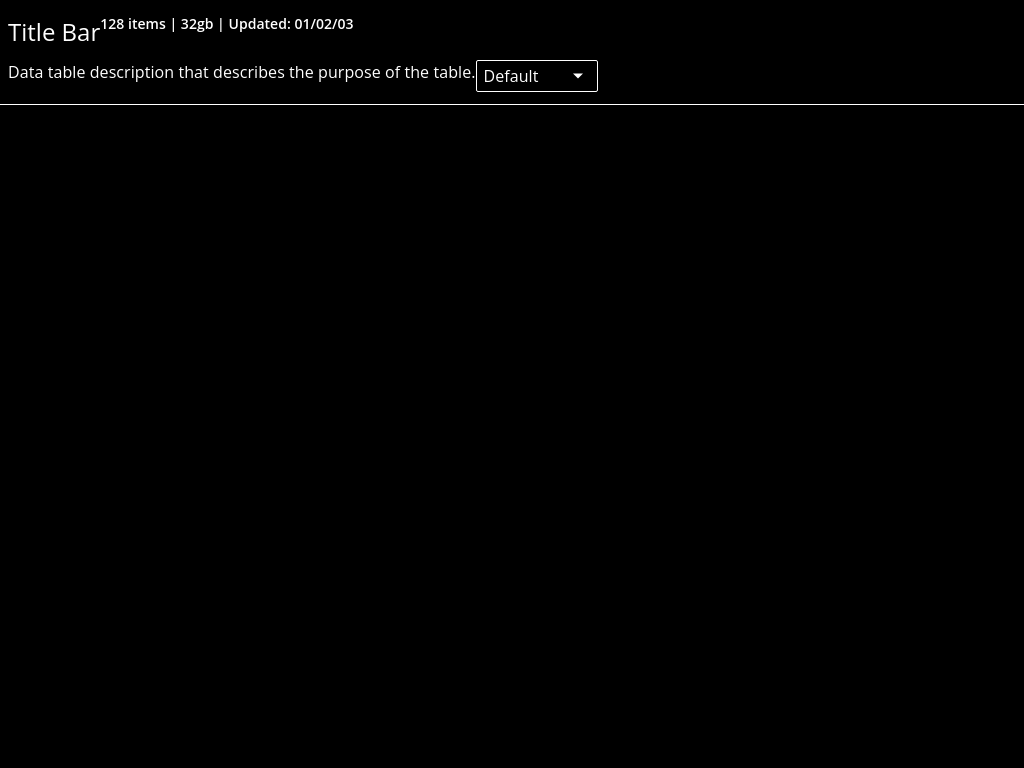 Title Bar 128 items | 32gb | Updated: 01/02/03
Data table description that describes the purpose of the table. Default